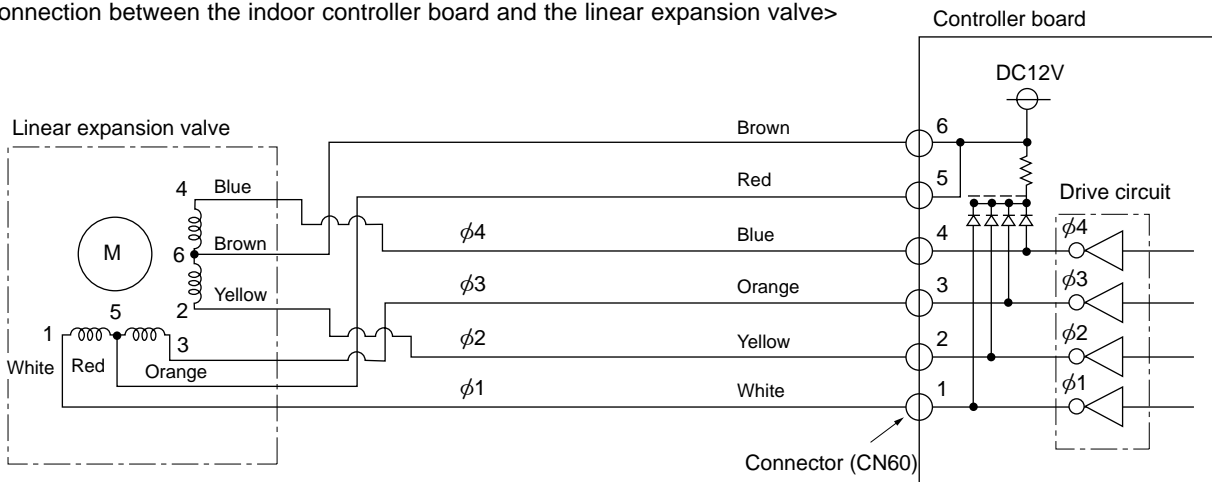 onnection between the indoor controller board and the linear expansion valve>
Controller board
DC12V
Linear expansion valve
Brown
6
4
Blue
Red
5
Drive circuit
M
6
Brown
ϕ4
Blue
4
ϕ4
Yellow
2
ϕ3
Orange
3
ϕ3
5
1
3
ϕ2
Yellow
2
ϕ2
White
Red
Orange
ϕ1
White
1
ϕ1
Connector (CN60)